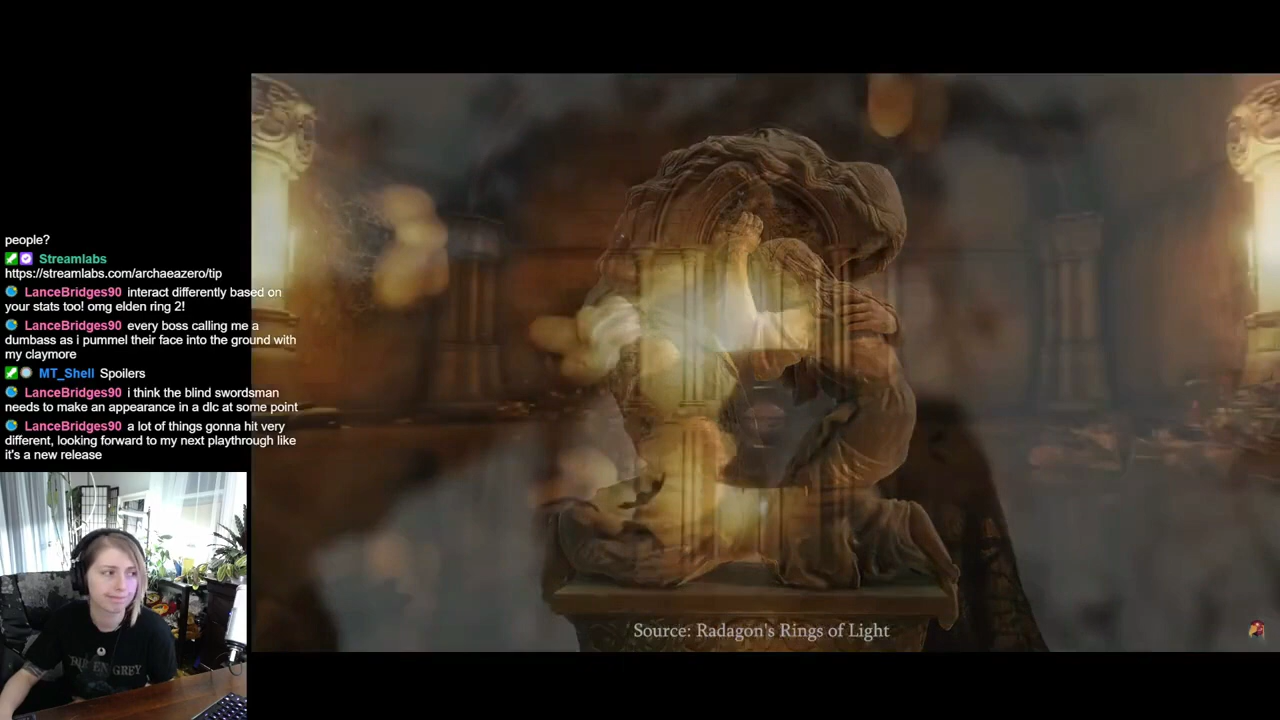 people?
Streamlabs
https://streamlabs.com/archaeazero/tip
LanceBridges90 interact differently based on
your stats too! omg elden ring 2!
LanceBridges90 every boss calling me a
dumbass as i pummel their face into the ground with
my claymore
MT_Shell Spoilers
LanceBridges90 i think the blind swordsman
needs to make an appearance in a dlc at some point
LanceBridges90 a lot of things gonna hit very
different, looking forward to my next playthrough like
it's a new release
DIR EN GREY
Source: Radagon's Rings of Light